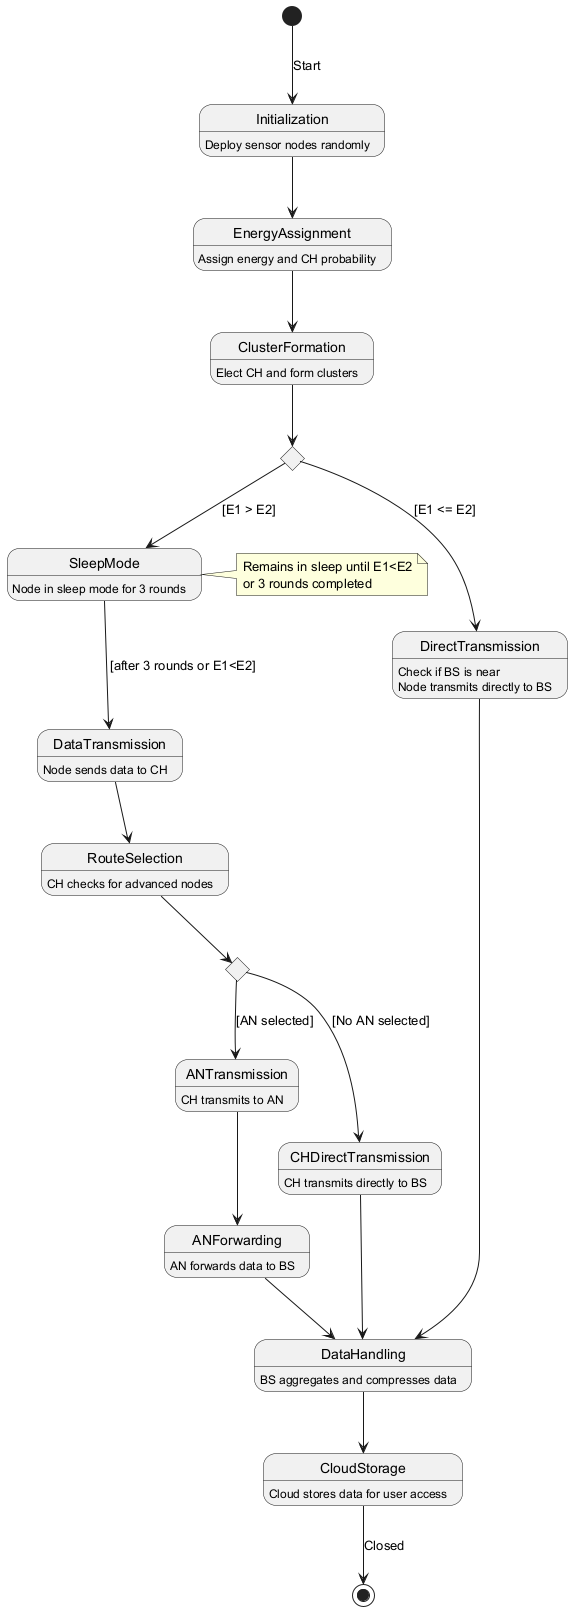 Start
Initialization
Deploy sensor nodes randomly
EnergyAssignment
Assign energy and CH probability
ClusterFormation
Elect CH and form clusters
[E1 > E2]
[E1 <= E2]
SleepMode
Node in sleep mode for 3 rounds
Remains in sleep until E1<E2
or 3 rounds completed
DirectTransmission
Check if BS is near
Node transmits directly to BS
[after 3 rounds or E1<E2]
DataTransmission
Node sends data to CH
RouteSelection
CH checks for advanced nodes
[AN selected]
[No AN selected]
ANTransmission
CH transmits to AN
CHDirectTransmission
CH transmits directly to BS
ANForwarding
AN forwards data to BS
DataHandling
BS aggregates and compresses data
CloudStorage
Cloud stores data for user access
Closed